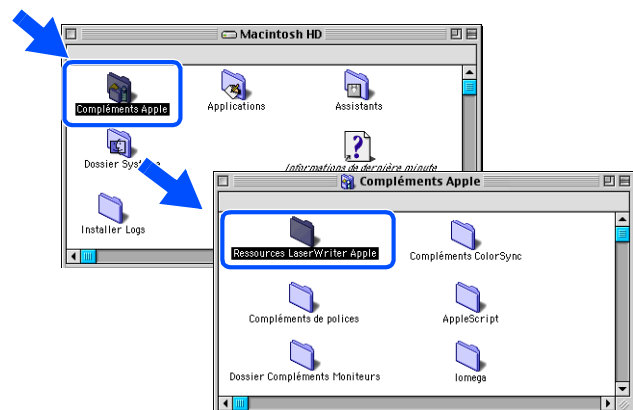 Macintosh HD
Compléments Apple
Applications
Assistants
Dossier Système
Informations de dernière minute
Installer Logs
Compléments Apple
Ressources LaserWriter Apple
Compléments ColorSync
Compléments de polices
AppleScript
Dossier Compléments Moniteurs
Iomega